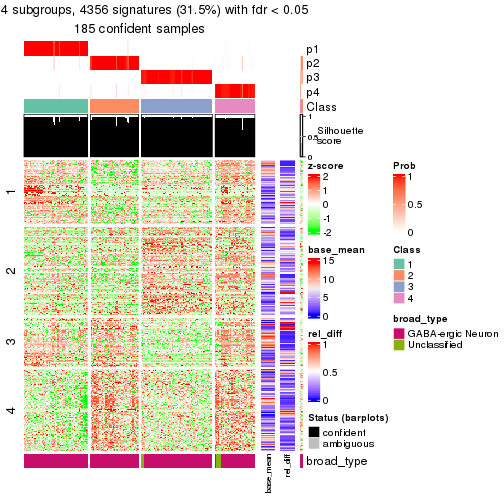 4 subgroups, 4356 signatures (31.5%) with fdr < 0.05
185 confident samples
p1
p2
p3
p4
Class
1
0.5
0
Silhouette
score
1
2
3
4
z-score
2
1
0
-1
-2
base_mean
15
10
5
0
rel_diff
1
0.5
0
Prob
1
0.5
0
Class
1
2
3
4
broad_type
GABA-ergic Neuron
Unclassified
Status (barplots)
confident
ambiguous
broad_type
base_mean
rel_diff